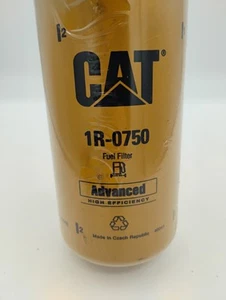 CAT
1R-0750
Fuel Filter
Advanced
HIGH EFFICIENCY
Made in Czech Republic